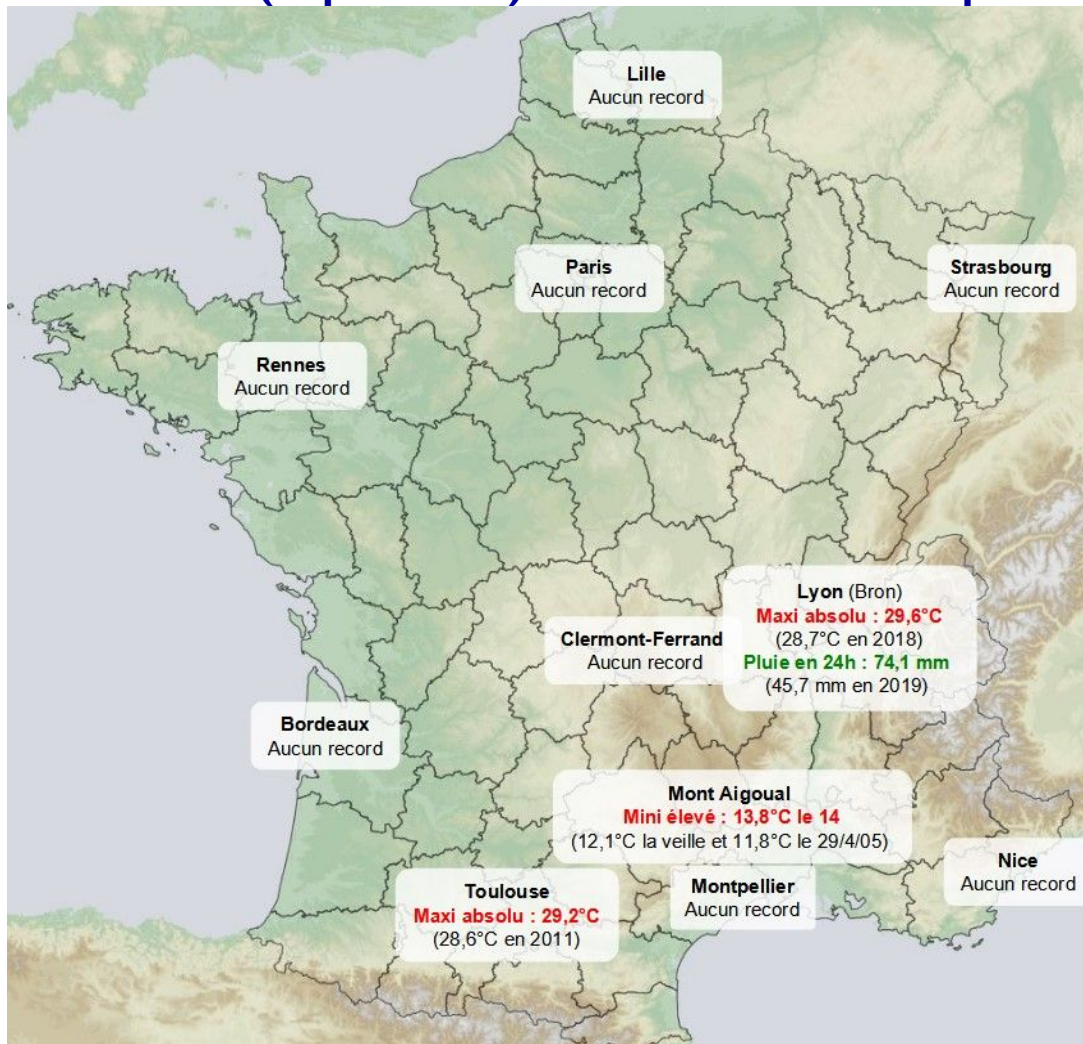 Lille
Aucun record
Paris
Aucun record
Strasbourg
Aucun record
Rennes
Aucun record
Lyon (Bron)
Maxi absolu : 29,6°C
(28,7°C en 2018)
Pluie en 24h : 74,1 mm
(45,7 mm en 2019)
Clermont-Ferrand
Aucun record
Bordeaux
Aucun record
Mont Aigoual
Mini élevé : 13,8°C le 14
(12,1°C la veille et 11,8°C le 29/4/05)
Nice
Aucun record
Montpellier
Aucun record
Toulouse
Maxi absolu : 29,2°C
(28,6°C en 2011)